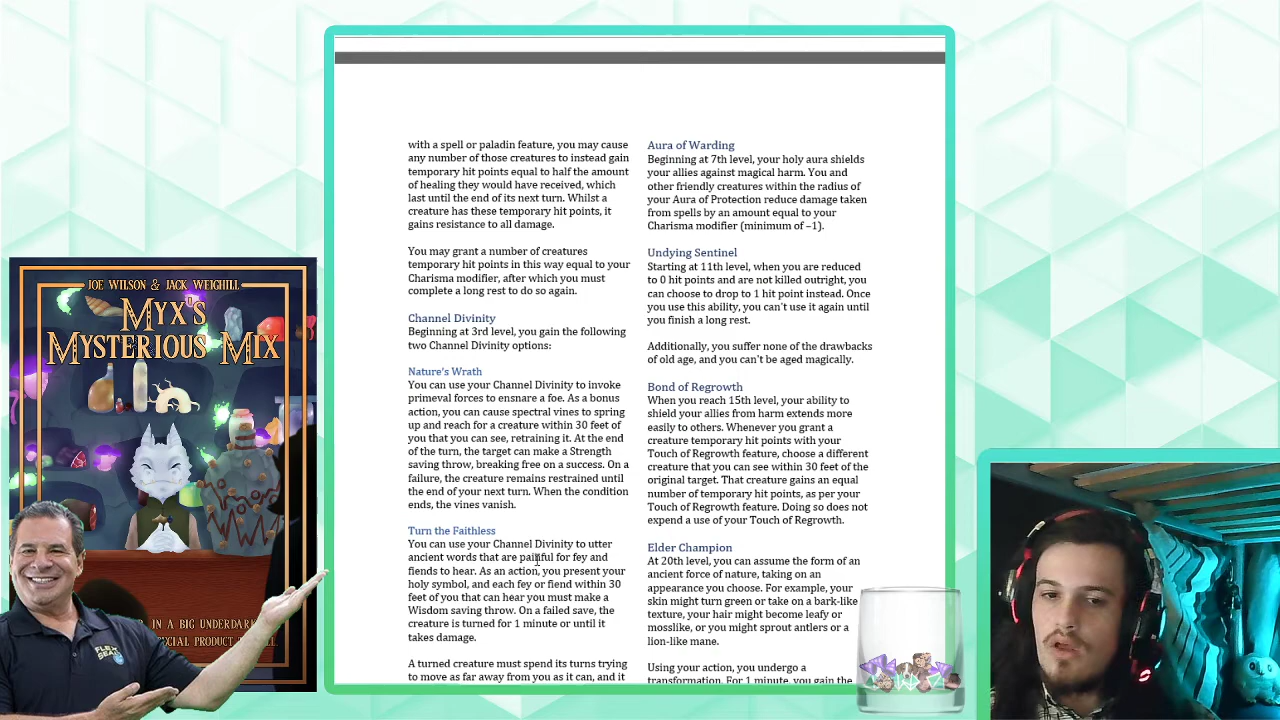 with a spell or paladin feature, you may cause
any number of those creatures to instead gain
temporary hit points equal to half the amount
of healing they would have received, which
last until the end of its next turn. Whilst a
creature has these temporary hit points, it
gains resistance to all damage.
You may grant a number of creatures
temporary hit points in this way equal to your
Charisma modifier, after which you must
complete a long rest to do so again.
Channel Divinity
Beginning at 3rd level, you gain the following
two Channel Divinity options:
Nature's Wrath
You can use your Channel Divinity to invoke
primeval forces to ensnare a foe. As a bonus
action, you can cause spectral vines to spring
up and reach for a creature within 30 feet of
you that you can see, retraining it. At the end
of the turn, the target can make a Strength
saving throw, breaking free on a success. On a
failure, the creature remains restrained until
the end of your next turn. When the condition
ends, the vines vanish.
Turn the Faithless
You can use your Channel Divinity to utter
ancient words that are painful for fey and
fiends to hear. As an action, you present your
holy symbol, and each fey or fiend within 30
feet of you that can hear you must make a
Wisdom saving throw. On a failed save, the
creature is turned for 1 minute or until it
takes damage.
A turned creature must spend its turns trying
to move as far away from you as it can, and it
Aura of Warding
Beginning at 7th level, your holy aura shields
your allies against magical harm. You and
other friendly creatures within the radius of
your Aura of Protection reduce damage taken
from spells by an amount equal to your
Charisma modifier (minimum of –1).
Undying Sentinel
Starting at 11th level, when you are reduced
to 0 hit points and are not killed outright, you
can choose to drop to 1 hit point instead. Once
you use this ability, you can't use it again until
you finish a long rest.
Additionally, you suffer none of the drawbacks
of old age, and you can't be aged magically.
Bond of Regrowth
When you reach 15th level, your ability to
shield your allies from harm extends more
easily to others. Whenever you grant a
creature temporary hit points with your
Touch of Regrowth feature, choose a different
creature that you can see within 30 feet of the
original target. That creature gains an equal
number of temporary hit points, as per your
Touch of Regrowth feature. Doing so does not
expend a use of your Touch of Regrowth.
Elder Champion
At 20th level, you can assume the form of an
ancient force of nature, taking on an
appearance you choose. For example, your
skin might turn green or take on a bark-like
texture, your hair might become leafy or
mosslike, or you might sprout antlers or a
lion-like mane.
Using your action, you undergo a
transformation. For 1 minute, you gain the
JOE WILSON & JACK WEIGHILL
MYX'S
MYSTERIOUS MIX
IN A BIG UNDERDARK
SPECIAL PRODUCT
FLEX
SEAL